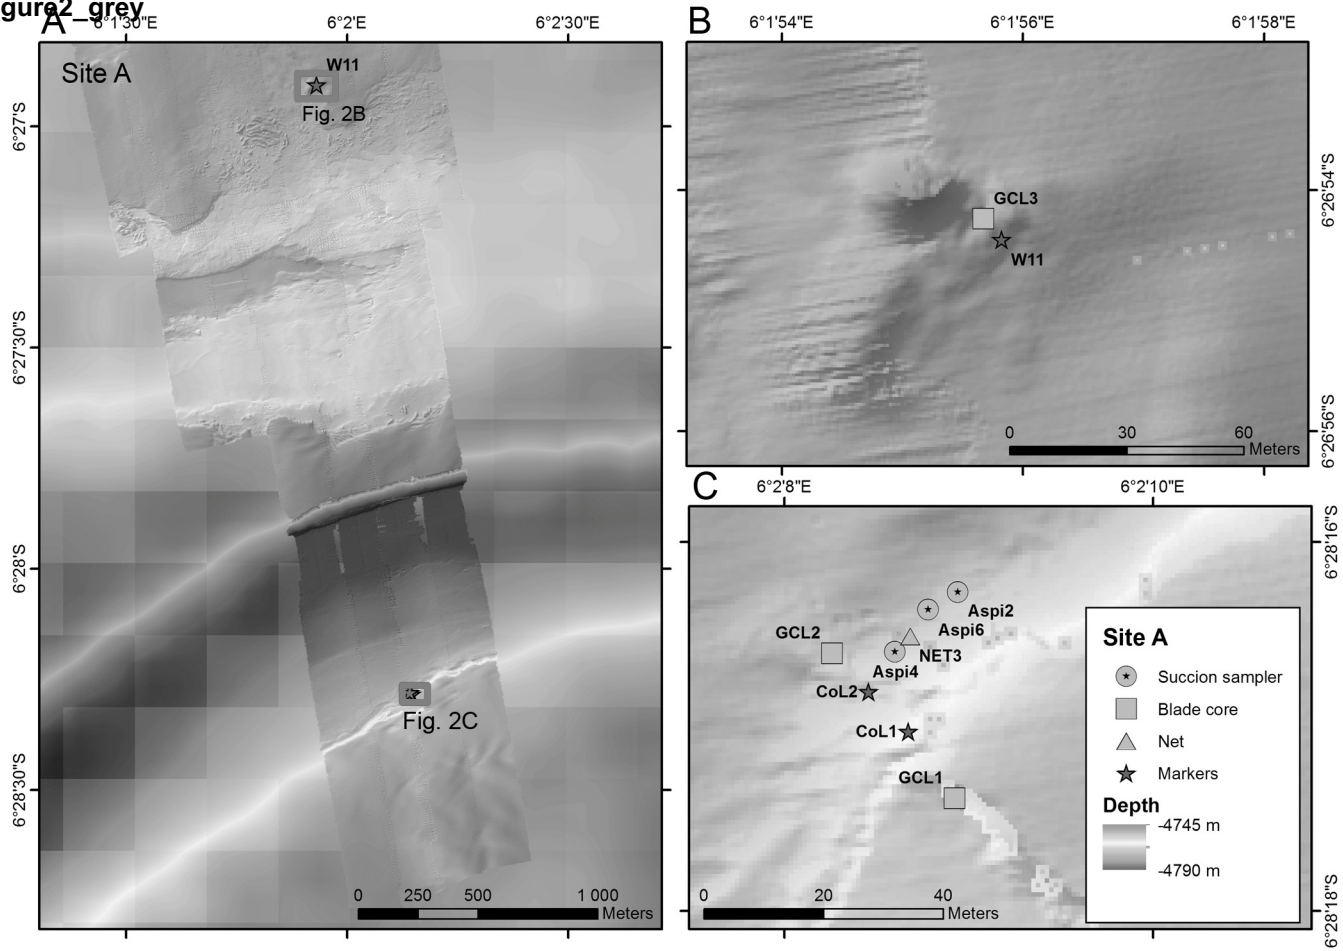 gure2_grey
A
6°1'30"E
6°2'E
6°2'30"E
Site A
W11
Fig. 2B
6°27'S
6°27'30"S
6°28'S
6°28'30"S
Fig. 2C
0 250 500 1 000
Meters
B
6°1'54"E
6°1'56"E
6°1'58"E
GCL3
W11
6°26'54"S
6°26'56"S
0 30 60
Meters
C
6°2'8"E
6°2'10"E
6°28'16"S
6°28'18"S
Aspi2
Aspi6
GCL2
NET3
Aspi4
CoL2
CoL1
GCL1
0 20 40
Meters
Site A
Succion sampler
Blade core
Net
Markers
Depth
-4745 m
-4790 m